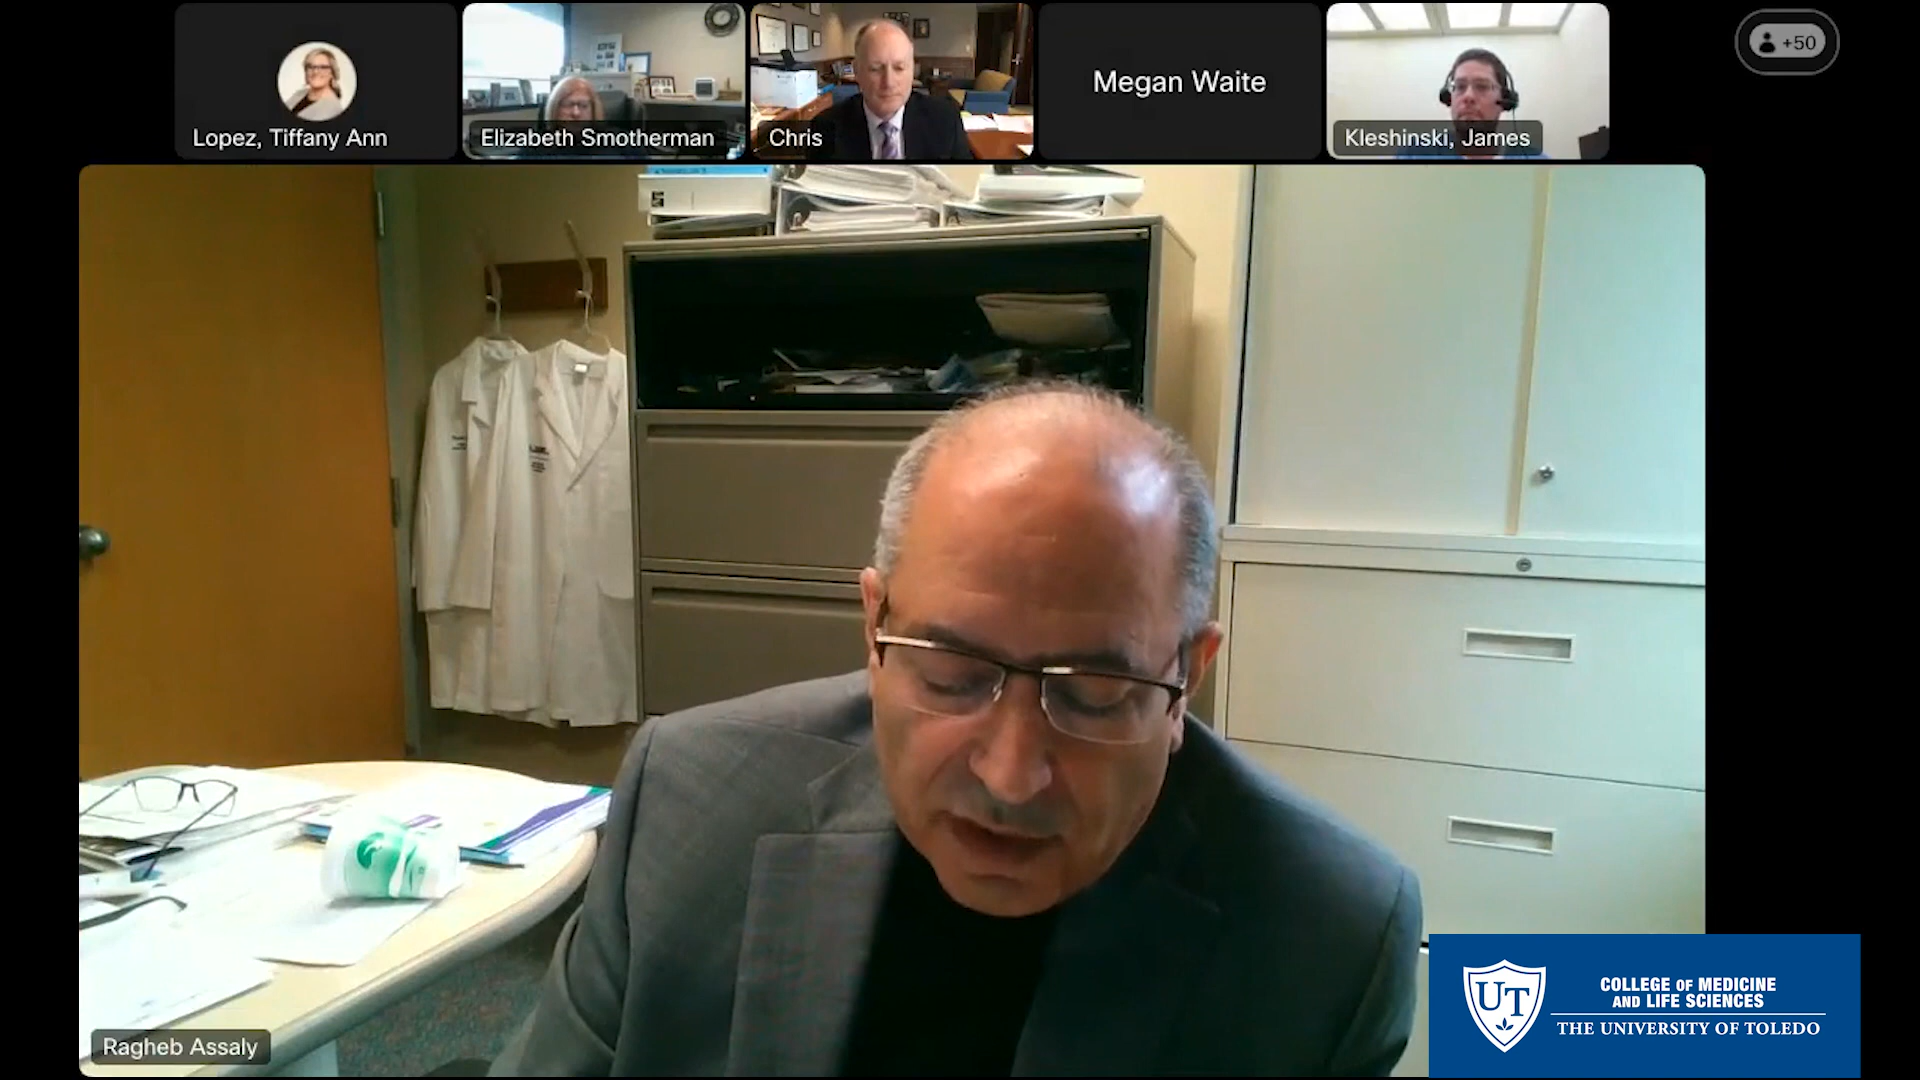 Lopez, Tiffany Ann
Elizabeth Smotherman
Chris
Megan Waite
Kleshinski, James
+50
Ragheb Assaly
UT
COLLEGE OF MEDICINE
AND LIFE SCIENCES
THE UNIVERSITY OF TOLEDO